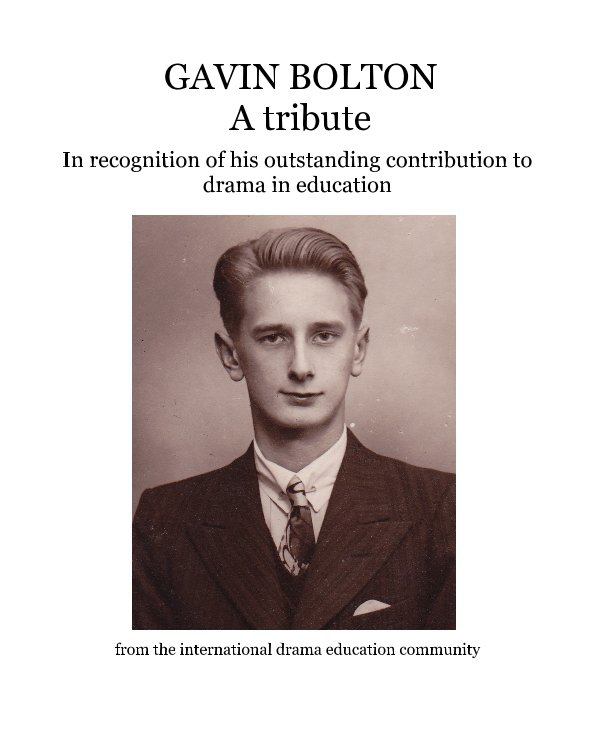 GAVIN BOLTON
A tribute
In recognition of his outstanding contribution to
drama in education
from the international drama education community